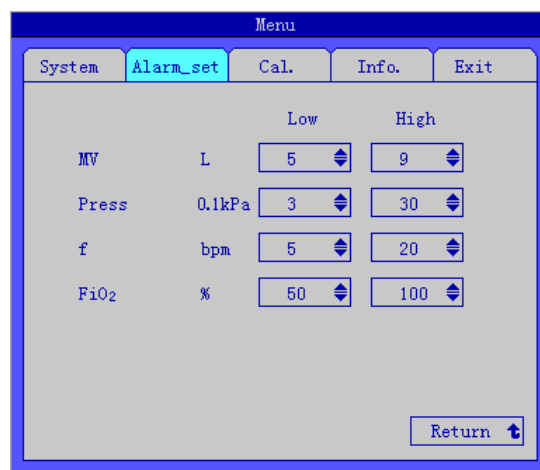 Menu
System Alarm_set Cal. Info. Exit
Low High
MV L 5 9
Press 0.1kPa 3 30
f bpm 5 20
FiO₂ % 50 100
Return